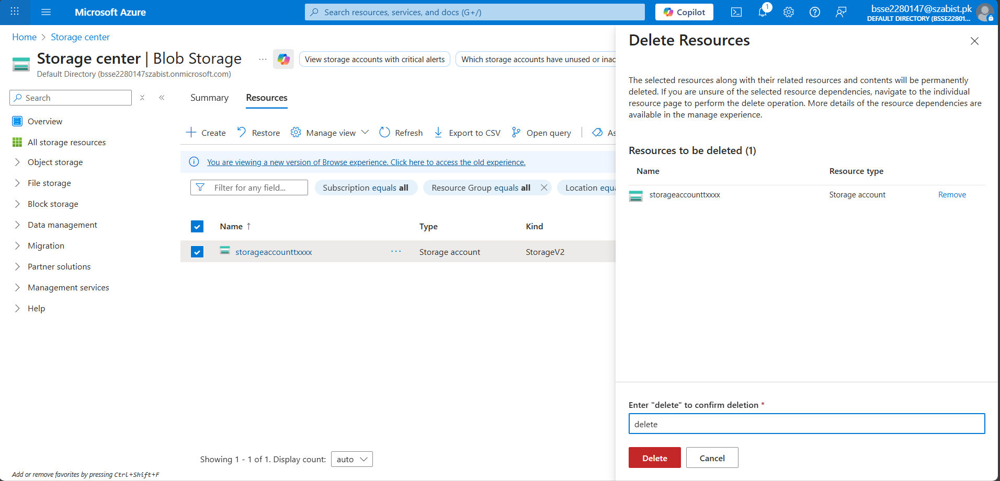 Microsoft Azure
Search resources, services, and docs (G+/)
Copilot
1
bsse2280147@szabist.pk
DEFAULT DIRECTORY (BSSE22801...
Home > Storage center
Storage center | Blob Storage
...
View storage accounts with critical alerts
Which storage accounts have unused or inac
Default Directory (bsse2280147szabist.onmicrosoft.com)
Search
Overview
All storage resources
Object storage
File storage
Block storage
Data management
Migration
Partner solutions
Management services
Help
Add or remove favorites by pressing Ctrl+Shift+F
Summary
Resources
Create
Restore
Manage view
Refresh
Export to CSV
Open query
As
You are viewing a new version of Browse experience. Click here to access the old experience.
Filter for any field...
Subscription equals all
Resource Group equals all
Location equa
Name ↑
Type
Kind
storageaccounttxxxx
...
Storage account
StorageV2
Showing 1 - 1 of 1. Display count:
auto
Delete Resources
The selected resources along with their related resources and contents will be permanently
deleted. If you are unsure of the selected resource dependencies, navigate to the individual
resource page to perform the delete operation. More details of the resource dependencies are
available in the manage experience.
Resources to be deleted (1)
Name
Resource type
storageaccounttxxxx
Storage account
Remove
Enter "delete" to confirm deletion *
delete
Delete
Cancel